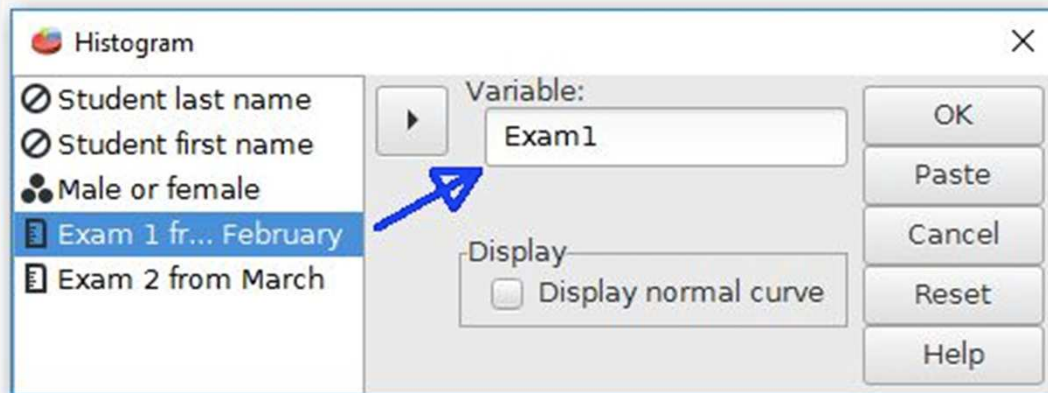 Histogram
Student last name
Student first name
Male or female
Exam 1 fr... February
Exam 2 from March
Variable:
Exam1
Display
Display normal curve
OK
Paste
Cancel
Reset
Help